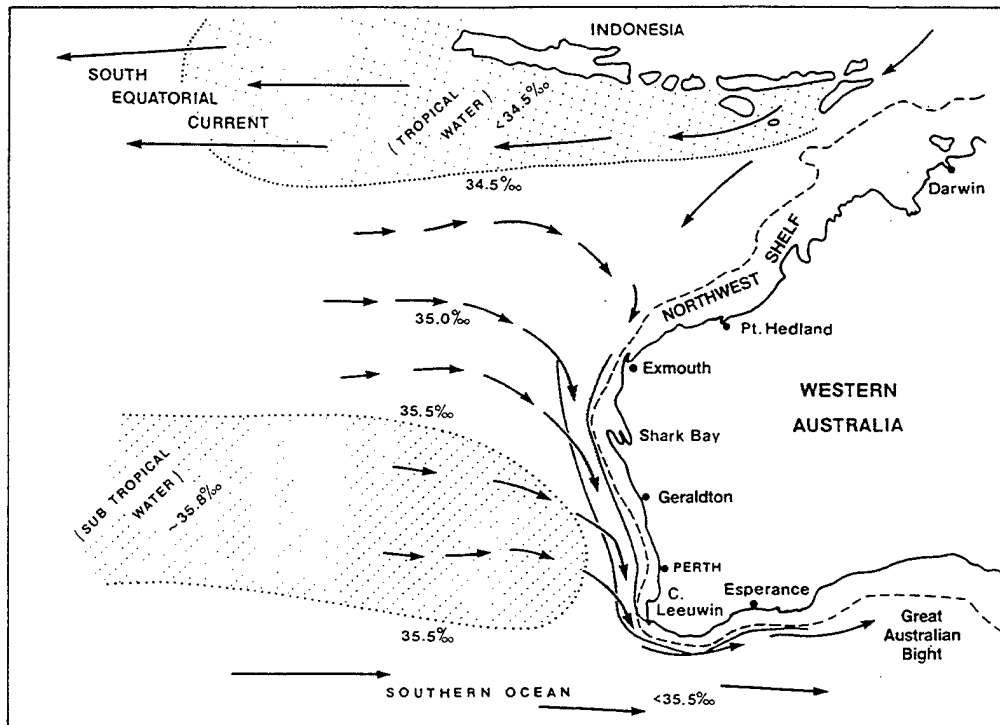 INDONESIA
SOUTH
EQUATORIAL
CURRENT
(TROPICAL
WATER)
<34.5‰
34.5‰
Darwin
NORTHWEST SHELF
Pt. Hedland
35.0‰
Exmouth
WESTERN
AUSTRALIA
35.5‰
Shark Bay
(SUB TROPICAL
WATER)
~35.8‰
Geraldton
PERTH
C.
Leeuwin
Esperance
35.5‰
Great
Australian
Bight
SOUTHERN OCEAN
<35.5‰